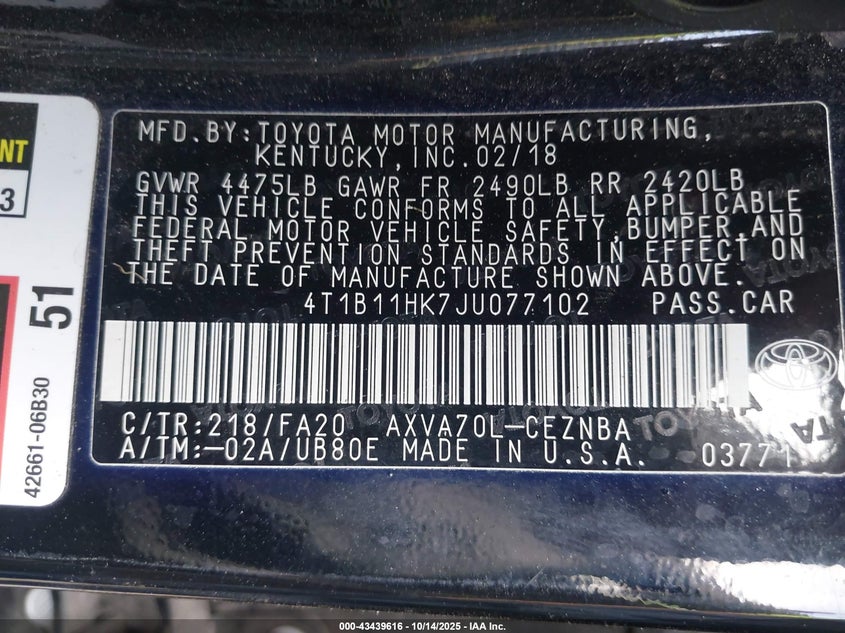 NT
3
51
42661-06B30
MFD. BY: TOYOTA MOTOR MANUFACTURING,
KENTUCKY, INC. 02/18
GVWR 4475LB GAWR FR 2490LB RR 2420LB
THIS VEHICLE CONFORMS TO ALL APPLICABLE
FEDERAL MOTOR VEHICLE SAFETY, BUMPER, AND
THEFT PREVENTION STANDARDS IN EFFECT ON
THE DATE OF MANUFACTURE SHOWN ABOVE.
4T1B11HK7JU077102 PASS.CAR
C/TR:218/FA20 AXVA70L-CEZNBA
A/TM:-02A/UB80E MADE IN U.S.A. 03771
000-43439616 - 10/14/2025 - IAA Inc.